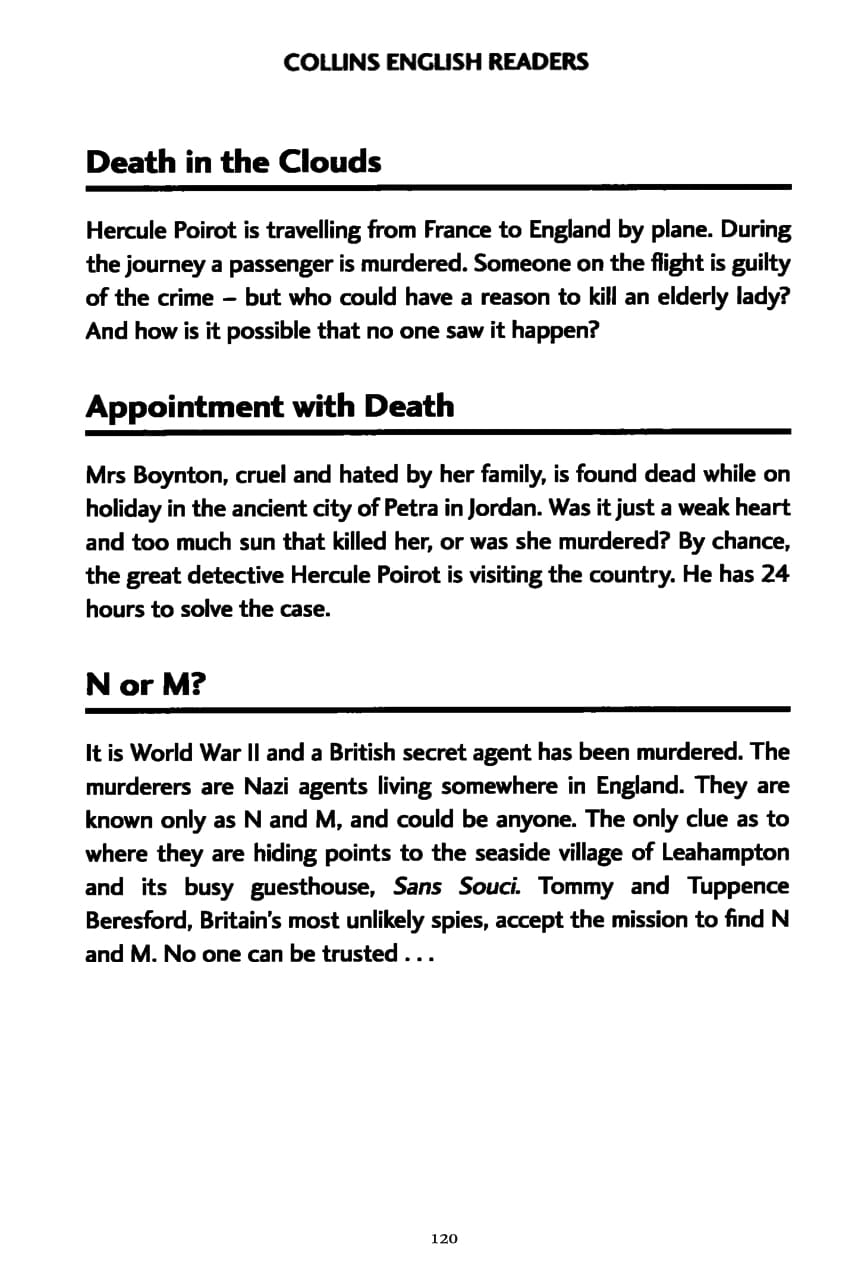 COLLINS ENGLISH READERS
Death in the Clouds
Hercule Poirot is travelling from France to England by plane. During
the journey a passenger is murdered. Someone on the flight is guilty
of the crime – but who could have a reason to kill an elderly lady?
And how is it possible that no one saw it happen?
Appointment with Death
Mrs Boynton, cruel and hated by her family, is found dead while on
holiday in the ancient city of Petra in Jordan. Was it just a weak heart
and too much sun that killed her, or was she murdered? By chance,
the great detective Hercule Poirot is visiting the country. He has 24
hours to solve the case.
N or M?
It is World War II and a British secret agent has been murdered. The
murderers are Nazi agents living somewhere in England. They are
known only as N and M, and could be anyone. The only clue as to
where they are hiding points to the seaside village of Leahampton
and its busy guesthouse, Sans Souci. Tommy and Tuppence
Beresford, Britain's most unlikely spies, accept the mission to find N
and M. No one can be trusted . . .
120